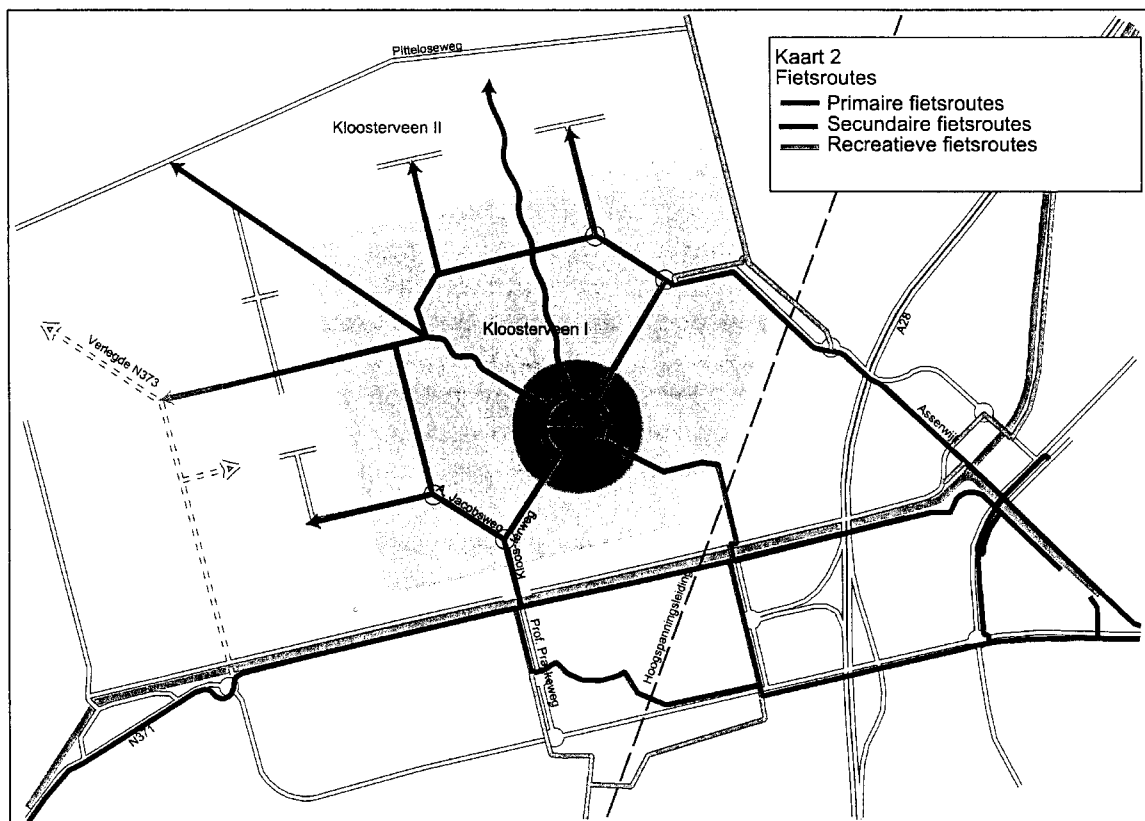 Kaart 2
Fietsroutes
Primaire fietsroutes
Secundaire fietsroutes
Recreatieve fietsroutes
Pitteloseweg
Kloosterveen II
Kloosterveen I
Verlegde N373
A28
Asserwijk
A. Jacobsweg
Kloosterweg
Prof. Prakkeweg
Hoogspanningsleiding
N371